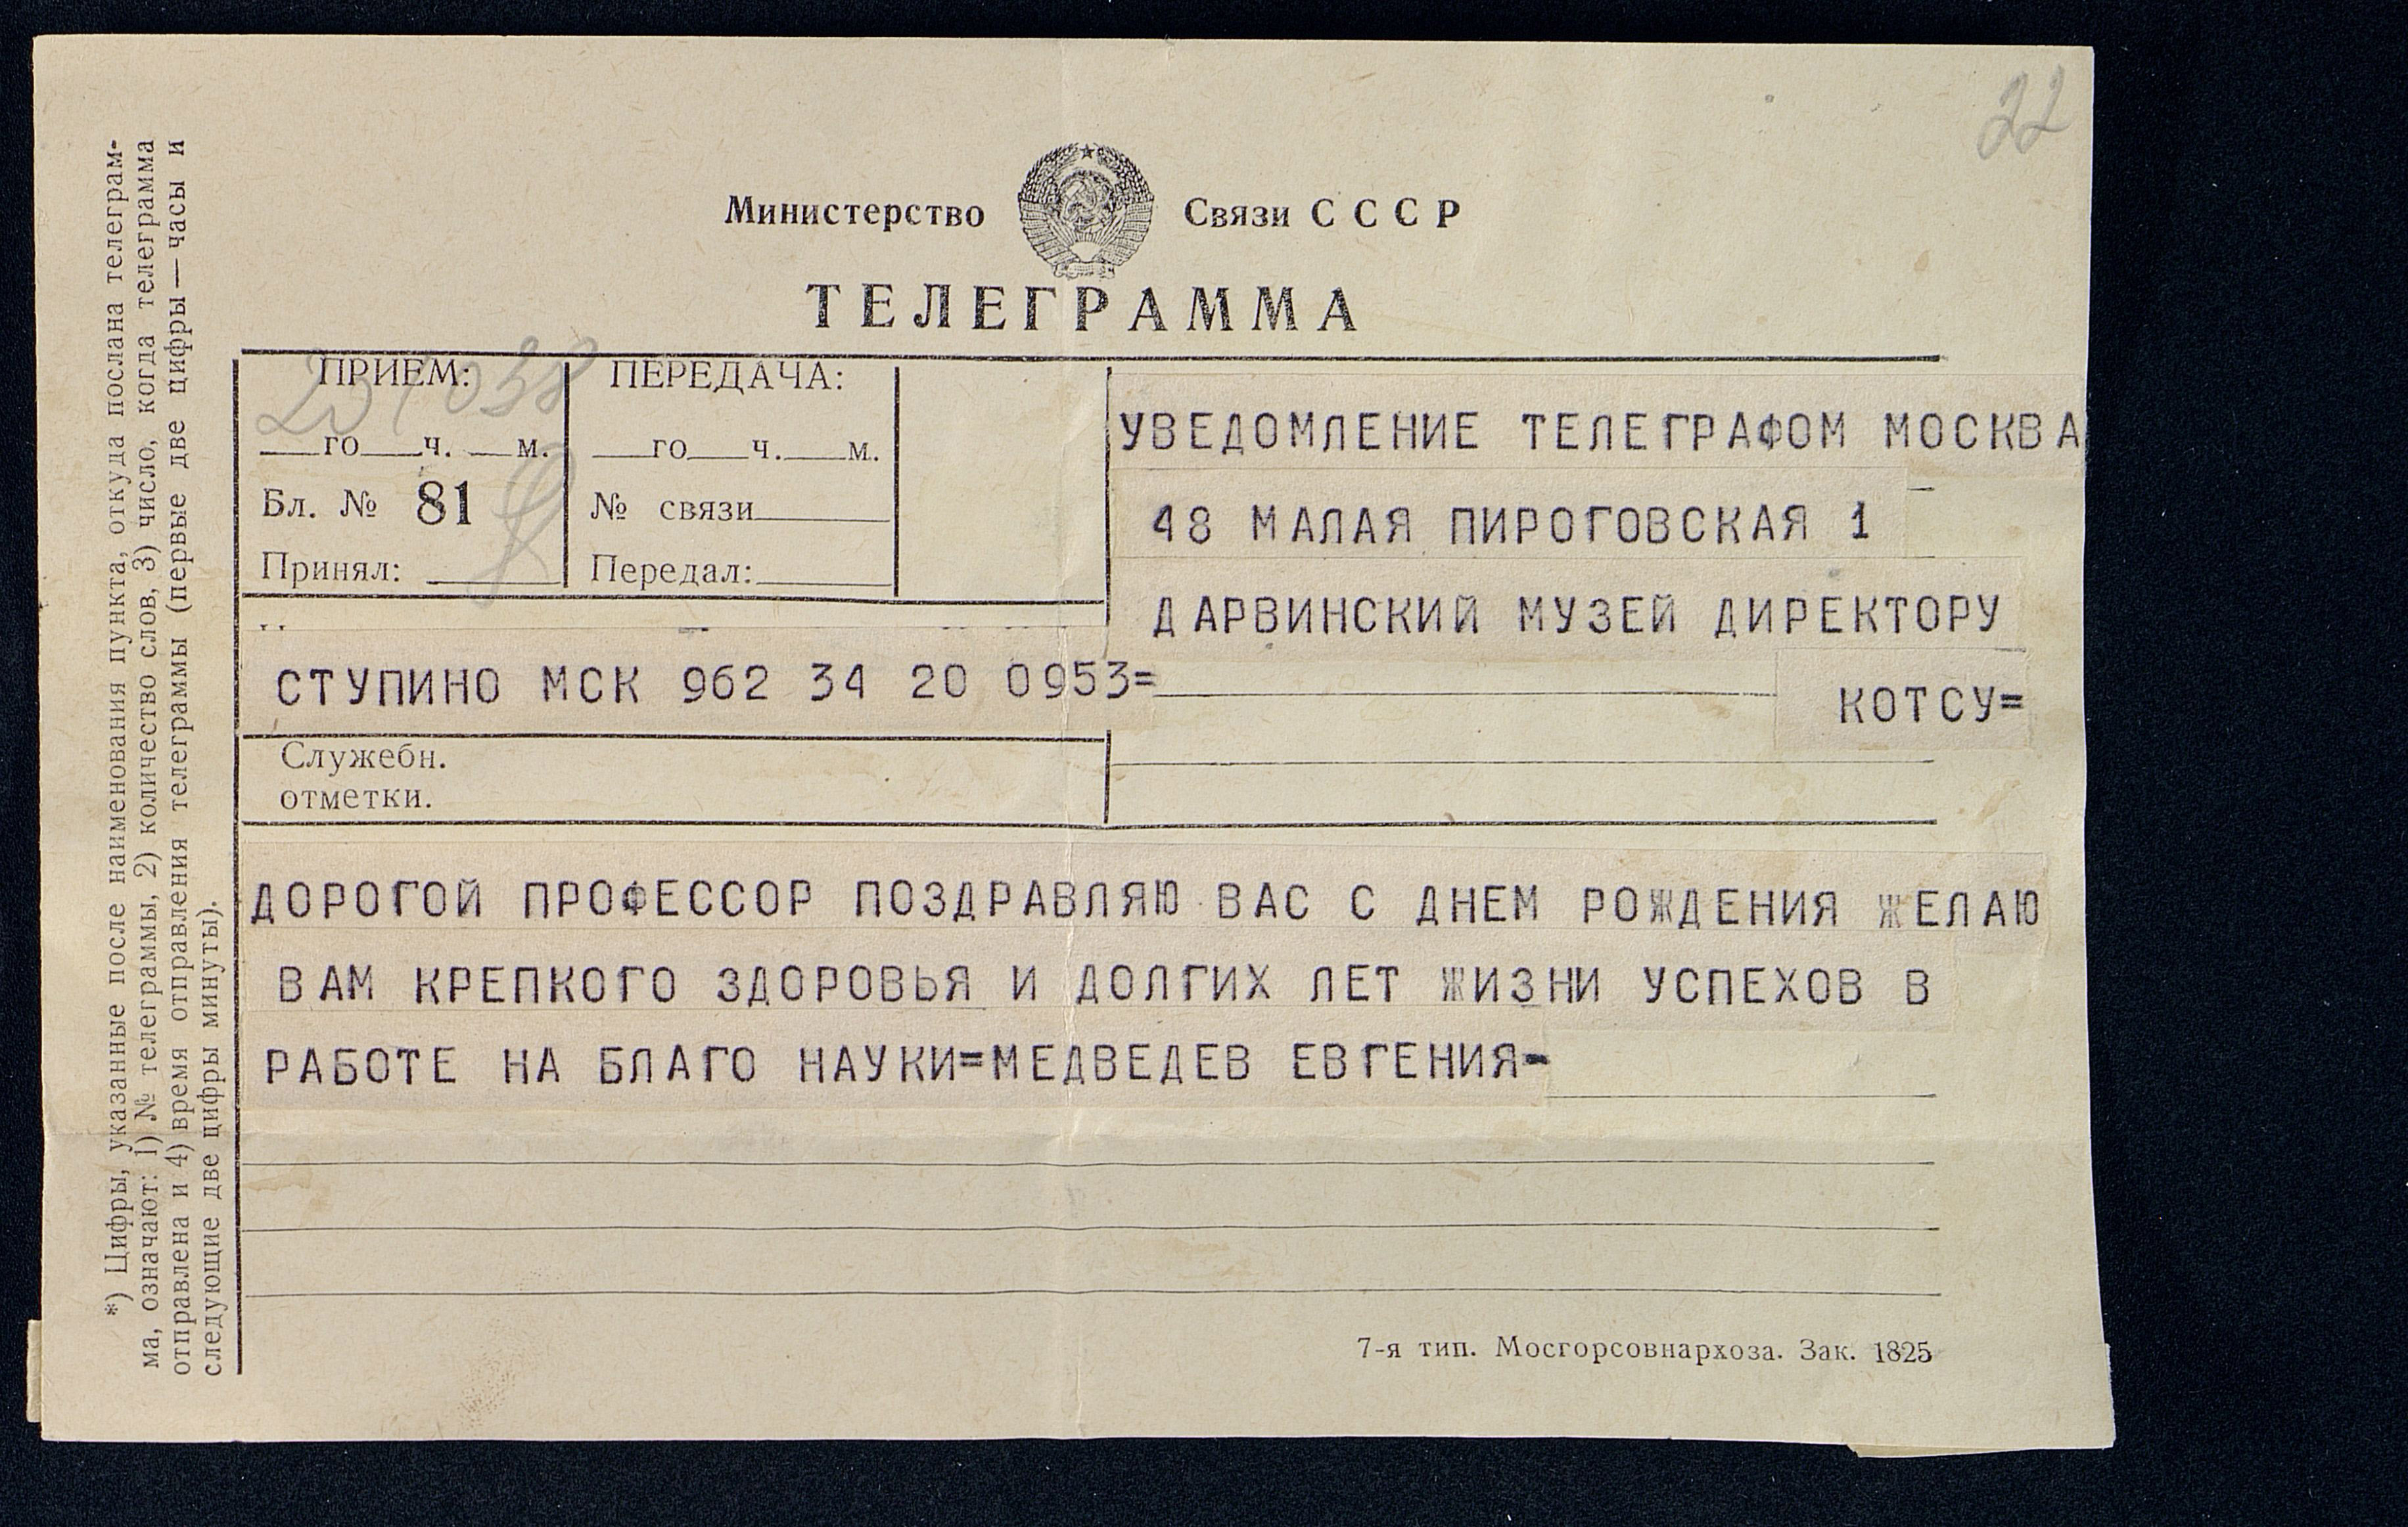 22
Министерство Связи СССР
ТЕЛЕГРАММА
ПРИЕМ:
го ч. м.
Бл. № 81
Принял:
ПЕРЕДАЧА:
го ч. м.
№ связи
Передал:
УВЕДОМЛЕНИЕ ТЕЛЕГРАФОМ МОСКВА
48 МАЛАЯ ПИРОГОВСКАЯ 1
ДАРВИНСКИЙ МУЗЕЙ ДИРЕКТОРУ
КОТСУ=
СТУПИНО МСК 962 34 20 0953=
Служебн.
отметки.
ДОРОГОЙ ПРОФЕССОР ПОЗДРАВЛЯЮ ВАС С ДНЕМ РОЖДЕНИЯ ЖЕЛАЮ
ВАМ КРЕПКОГО ЗДОРОВЬЯ И ДОЛГИХ ЛЕТ ЖИЗНИ УСПЕХОВ В
РАБОТЕ НА БЛАГО НАУКИ=МЕДВЕДЕВ ЕВГЕНИЯ-
7-я тип. Мосгорсовнархоза. Зак. 1825
*) Цифры, указанные после наименования пункта, откуда послана телеграм-
ма, означают: 1) № телеграммы, 2) количество слов, 3) число, когда телеграмма
отправлена и 4) время отправления телеграммы (первые две цифры — часы и
следующие две цифры минуты).